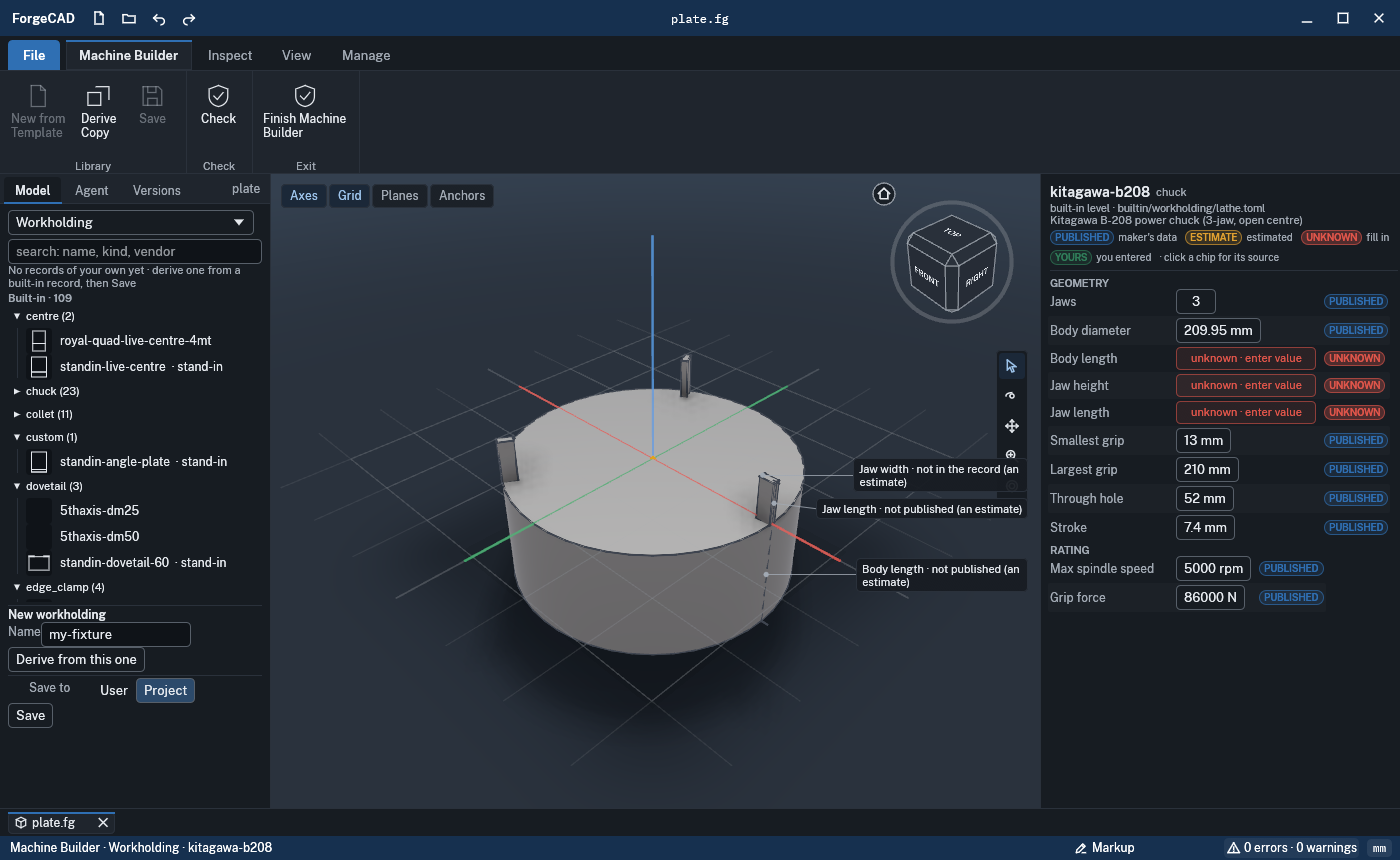 ForgeCAD
plate.fg
File
Machine Builder
Inspect
View
Manage
New from Template
Derive Copy
Save
Check
Finish Machine Builder
Library
Check
Exit
Model
Agent
Versions
plate
Workholding
search: name, kind, vendor
No records of your own yet · derive one from a
built-in record, then Save
Built-in · 109
centre (2)
royal-quad-live-centre-4mt
standin-live-centre · stand-in
chuck (23)
collet (11)
custom (1)
standin-angle-plate · stand-in
dovetail (3)
5thaxis-dm25
5thaxis-dm50
standin-dovetail-60 · stand-in
edge_clamp (4)
New workholding
Name my-fixture
Derive from this one
Save to User Project
Save
Axes
Grid
Planes
Anchors
TOP
FRONT
RIGHT
Jaw width · not in the record (an
estimate)
Jaw length · not published (an estimate)
Body length · not published (an
estimate)
kitagawa-b208 chuck
built-in level · builtin/workholding/lathe.toml
Kitagawa B-208 power chuck (3-jaw, open centre)
PUBLISHED maker's data ESTIMATE estimated UNKNOWN fill in
YOURS you entered · click a chip for its source
GEOMETRY
Jaws 3 PUBLISHED
Body diameter 209.95 mm PUBLISHED
Body length unknown · enter value UNKNOWN
Jaw height unknown · enter value UNKNOWN
Jaw length unknown · enter value UNKNOWN
Smallest grip 13 mm PUBLISHED
Largest grip 210 mm PUBLISHED
Through hole 52 mm PUBLISHED
Stroke 7.4 mm PUBLISHED
RATING
Max spindle speed 5000 rpm PUBLISHED
Grip force 86000 N PUBLISHED
plate.fg
Machine Builder · Workholding · kitagawa-b208
Markup
0 errors · 0 warnings
mm